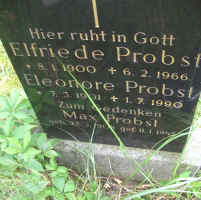 Hier ruht in Gott
Elfriede Probst
* 8.1.1900 + 6.2.1966
Eleonore Probst
+ 1.7.1990
Zum Gedenken
Max Probst